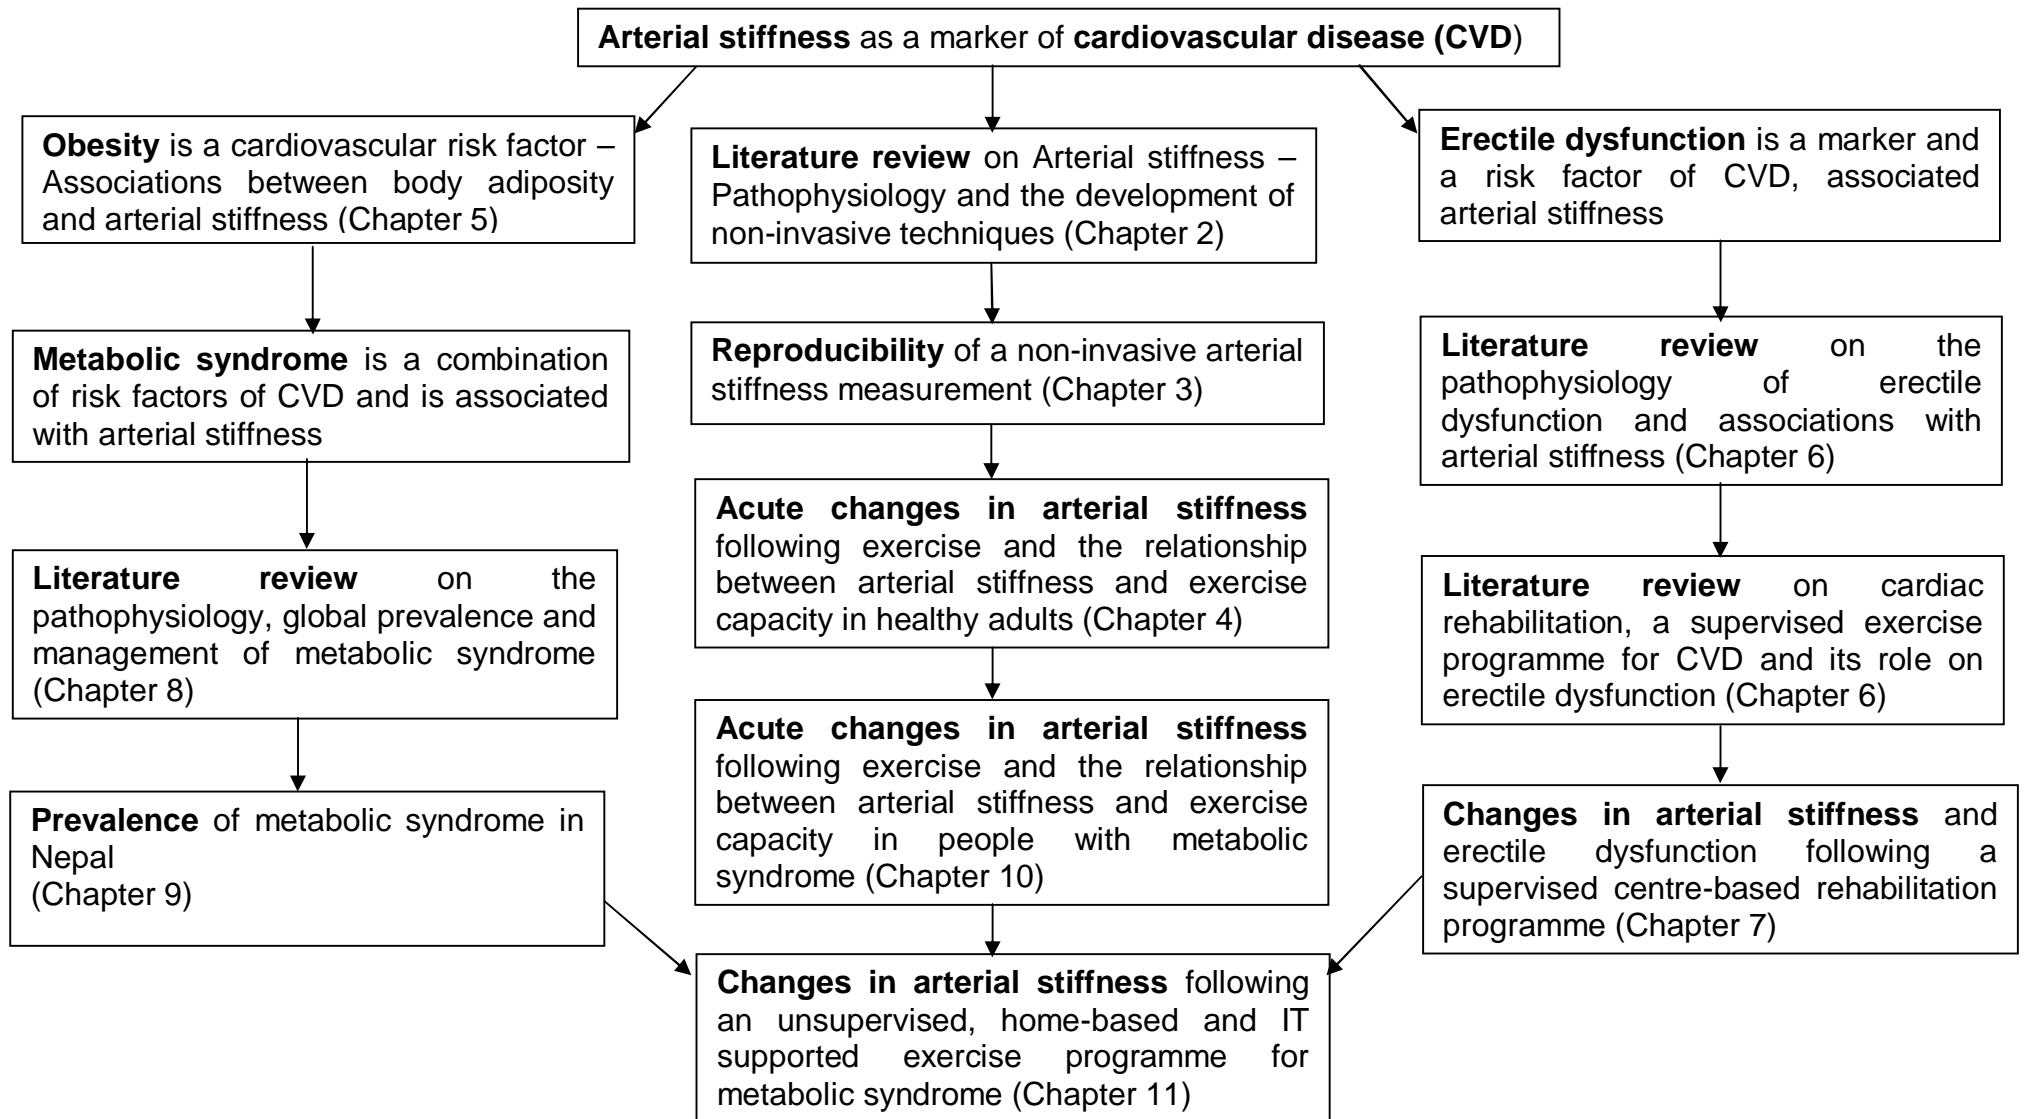 Arterial stiffness as a marker of cardiovascular disease (CVD)
Obesity is a cardiovascular risk factor –
Associations between body adiposity
and arterial stiffness (Chapter 5)
Literature review on Arterial stiffness –
Pathophysiology and the development of
non-invasive techniques (Chapter 2)
Erectile dysfunction is a marker and
a risk factor of CVD, associated
arterial stiffness
Metabolic syndrome is a combination
of risk factors of CVD and is associated
with arterial stiffness
Reproducibility of a non-invasive arterial
stiffness measurement (Chapter 3)
Literature review on the
pathophysiology of erectile
dysfunction and associations with
arterial stiffness (Chapter 6)
Literature review on the
pathophysiology, global prevalence and
management of metabolic syndrome
(Chapter 8)
Acute changes in arterial stiffness
following exercise and the relationship
between arterial stiffness and exercise
capacity in healthy adults (Chapter 4)
Literature review on cardiac
rehabilitation, a supervised exercise
programme for CVD and its role on
erectile dysfunction (Chapter 6)
Prevalence of metabolic syndrome in
Nepal
(Chapter 9)
Acute changes in arterial stiffness
following exercise and the relationship
between arterial stiffness and exercise
capacity in people with metabolic
syndrome (Chapter 10)
Changes in arterial stiffness and
erectile dysfunction following a
supervised centre-based rehabilitation
programme (Chapter 7)
Changes in arterial stiffness following
an unsupervised, home-based and IT
supported exercise programme for
metabolic syndrome (Chapter 11)